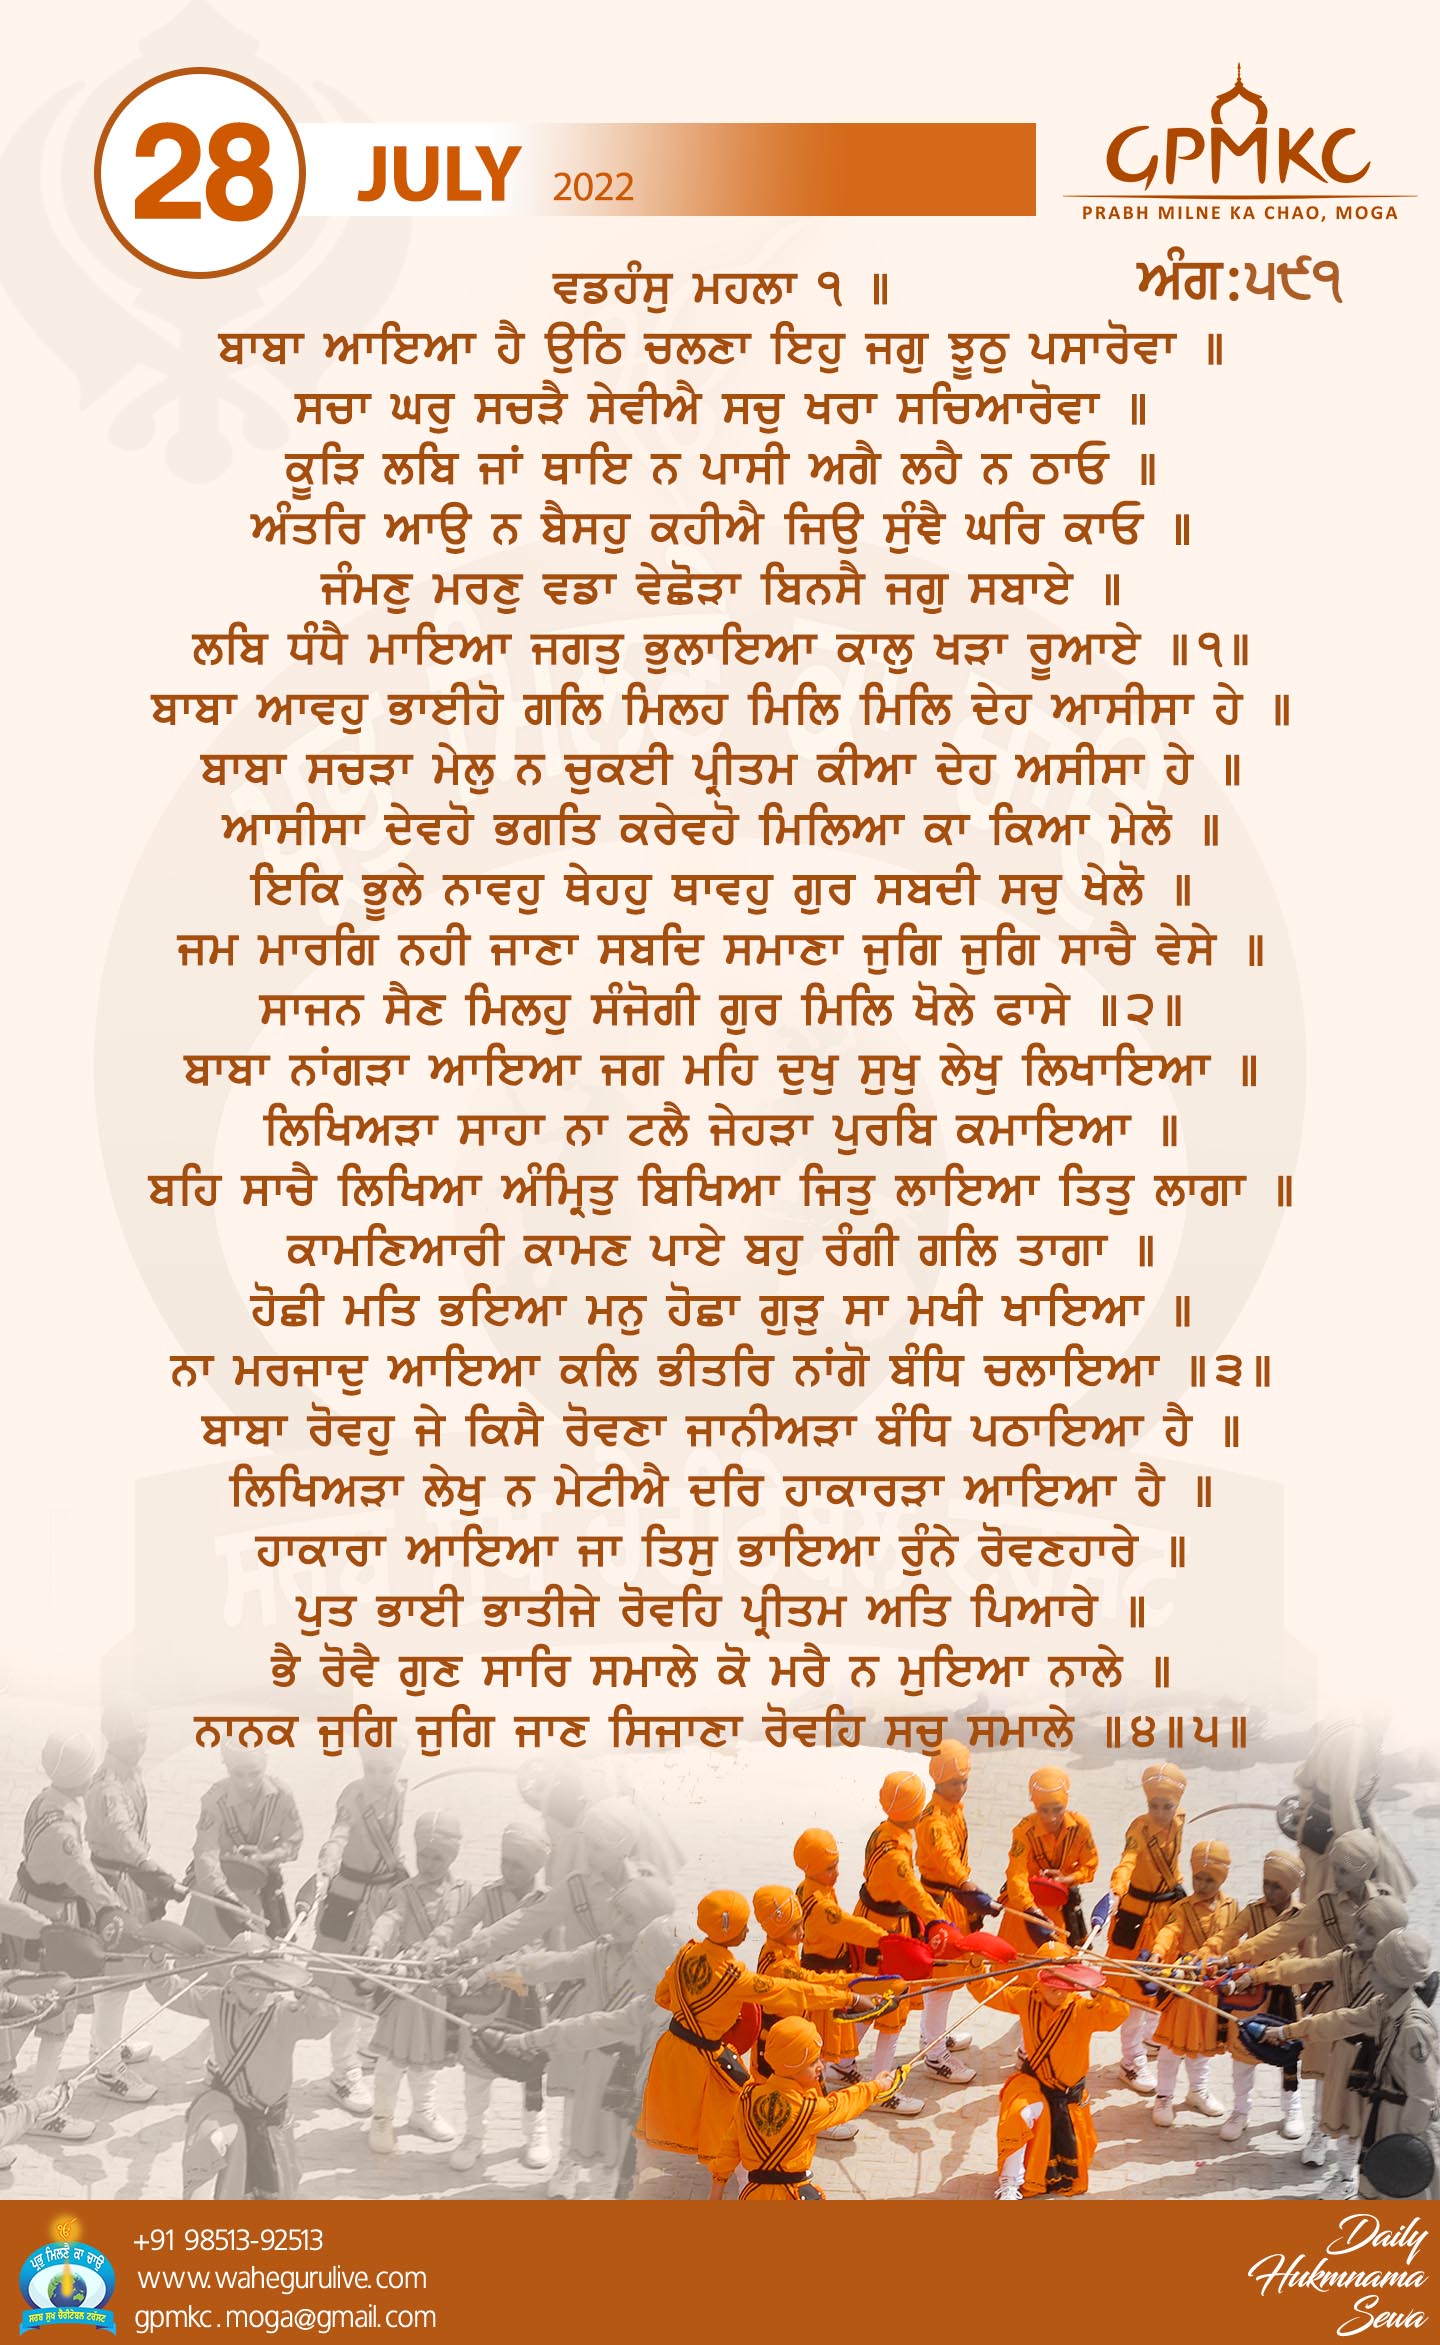 28
JULY 2022
GPMKC
PRABH MILNE KA CHAO, MOGA
ਅੰਗ:੫੯੧
ਵਡਹੰਸੁ ਮਹਲਾ ੧ ॥
ਬਾਬਾ ਆਇਆ ਹੈ ਉਠਿ ਚਲਣਾ ਇਹੁ ਜਗੁ ਝੂਠੁ ਪਸਾਰੋਵਾ ॥
ਸਚਾ ਘਰੁ ਸਚੜੈ ਸੇਵੀਐ ਸਚੁ ਖਰਾ ਸਚਿਆਰੋਵਾ ॥
ਕੂੜਿ ਲਬਿ ਜਾਂ ਥਾਇ ਨ ਪਾਸੀ ਅਗੈ ਲਹੈ ਨ ਠਾਓ ॥
ਅੰਤਰਿ ਆਉ ਨ ਬੈਸਹੁ ਕਹੀਐ ਜਿਉ ਸੁੰਞੈ ਘਰਿ ਕਾਓ ॥
ਜੰਮਣੁ ਮਰਣੁ ਵਡਾ ਵੇਛੋੜਾ ਬਿਨਸੈ ਜਗੁ ਸਬਾਏ ॥
ਲਬਿ ਧੰਧੈ ਮਾਇਆ ਜਗਤੁ ਭੁਲਾਇਆ ਕਾਲੁ ਖੜਾ ਰੂਆਏ ॥੧॥
ਬਾਬਾ ਆਵਹੁ ਭਾਈਹੋ ਗਲਿ ਮਿਲਹ ਮਿਲਿ ਮਿਲਿ ਦੇਹ ਆਸੀਸਾ ਹੇ ॥
ਬਾਬਾ ਸਚੜਾ ਮੇਲੁ ਨ ਚੁਕਈ ਪ੍ਰੀਤਮ ਕੀਆ ਦੇਹ ਅਸੀਸਾ ਹੇ ॥
ਆਸੀਸਾ ਦੇਵਹੋ ਭਗਤਿ ਕਰੇਵਹੋ ਮਿਲਿਆ ਕਾ ਕਿਆ ਮੇਲੋ ॥
ਇਕਿ ਭੂਲੇ ਨਾਵਹੁ ਥੇਹਹੁ ਥਾਵਹੁ ਗੁਰ ਸਬਦੀ ਸਚੁ ਖੇਲੋ ॥
ਜਮ ਮਾਰਗਿ ਨਹੀ ਜਾਣਾ ਸਬਦਿ ਸਮਾਣਾ ਜੁਗਿ ਜੁਗਿ ਸਾਚੈ ਵੇਸੇ ॥
ਸਾਜਨ ਸੈਣ ਮਿਲਹੁ ਸੰਜੋਗੀ ਗੁਰ ਮਿਲਿ ਖੋਲੇ ਫਾਸੇ ॥੨॥
ਬਾਬਾ ਨਾਂਗੜਾ ਆਇਆ ਜਗ ਮਹਿ ਦੁਖੁ ਸੁਖੁ ਲੇਖੁ ਲਿਖਾਇਆ ॥
ਲਿਖਿਅੜਾ ਸਾਹਾ ਨਾ ਟਲੈ ਜੇਹੜਾ ਪੁਰਬਿ ਕਮਾਇਆ ॥
ਬਹਿ ਸਾਚੈ ਲਿਖਿਆ ਅੰਮ੍ਰਿਤੁ ਬਿਖਿਆ ਜਿਤੁ ਲਾਇਆ ਤਿਤੁ ਲਾਗਾ ॥
ਕਾਮਣਿਆਰੀ ਕਾਮਣ ਪਾਏ ਬਹੁ ਰੰਗੀ ਗਲਿ ਤਾਗਾ ॥
ਹੋਛੀ ਮਤਿ ਭਇਆ ਮਨੁ ਹੋਛਾ ਗੁੜੁ ਸਾ ਮਖੀ ਖਾਇਆ ॥
ਨਾ ਮਰਜਾਦੁ ਆਇਆ ਕਲਿ ਭੀਤਰਿ ਨਾਂਗੋ ਬੰਧਿ ਚਲਾਇਆ ॥੩॥
ਬਾਬਾ ਰੋਵਹੁ ਜੇ ਕਿਸੈ ਰੋਵਣਾ ਜਾਨੀਅੜਾ ਬੰਧਿ ਪਠਾਇਆ ਹੈ ॥
ਲਿਖਿਅੜਾ ਲੇਖੁ ਨ ਮੇਟੀਐ ਦਰਿ ਹਾਕਾਰੜਾ ਆਇਆ ਹੈ ॥
ਹਾਕਾਰਾ ਆਇਆ ਜਾ ਤਿਸੁ ਭਾਇਆ ਰੁੰਨੇ ਰੋਵਣਹਾਰੇ ॥
ਪੁਤ ਭਾਈ ਭਾਤੀਜੇ ਰੋਵਹਿ ਪ੍ਰੀਤਮ ਅਤਿ ਪਿਆਰੇ ॥
ਭੈ ਰੋਵੈ ਗੁਣ ਸਾਰਿ ਸਮਾਲੇ ਕੋ ਮਰੈ ਨ ਮੁਇਆ ਨਾਲੇ ॥
ਨਾਨਕ ਜੁਗਿ ਜੁਗਿ ਜਾਣ ਸਿਜਾਣਾ ਰੋਵਹਿ ਸਚੁ ਸਮਾਲੇ ॥੪॥੫॥
ਪ੍ਰਭੁ ਮਿਲਣੈ ਕਾ ਚਾਉ
ਸਰਬ ਸੁਖ ਚੈਰੀਟੇਬਲ ਟਰੱਸਟ
+91 98513-92513
www.wahegurulive.com
gpmkc.moga@gmail.com
Daily
Hukmnama
Sewa